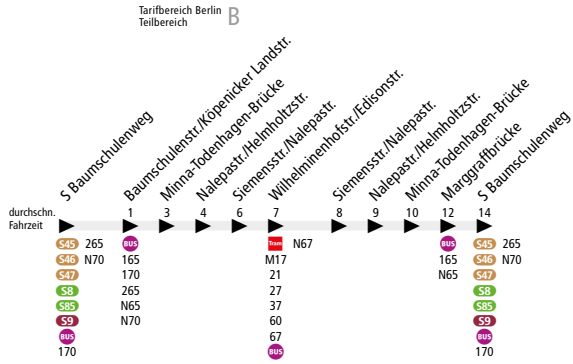 Tarifbereich Berlin
Teilbereich
B
S Baumschulenweg
Baumschulenstr./Köpenicker Landstr.
Minna-Todenhagen-Brücke
Nalepastr./Helmholtzstr.
Siemensstr./Nalepastr.
Wilhelminenhofstr./Edisonstr.
Siemensstr./Nalepastr.
Nalepastr./Helmholtzstr.
Minna-Todenhagen-Brücke
Marggraffbrücke
S Baumschulenweg
durchschn.
Fahrzeit
1 3 4 6 7 8 9 10 12 14
S45 265 BUS Tram N67 BUS S45 265
S46 N70 165 M17 165 S46 N70
S47 170 21 N65 S47
S8 265 27 S8
S85 N65 37 S85
S9 N70 60 S9
BUS 67 BUS
170 BUS 170